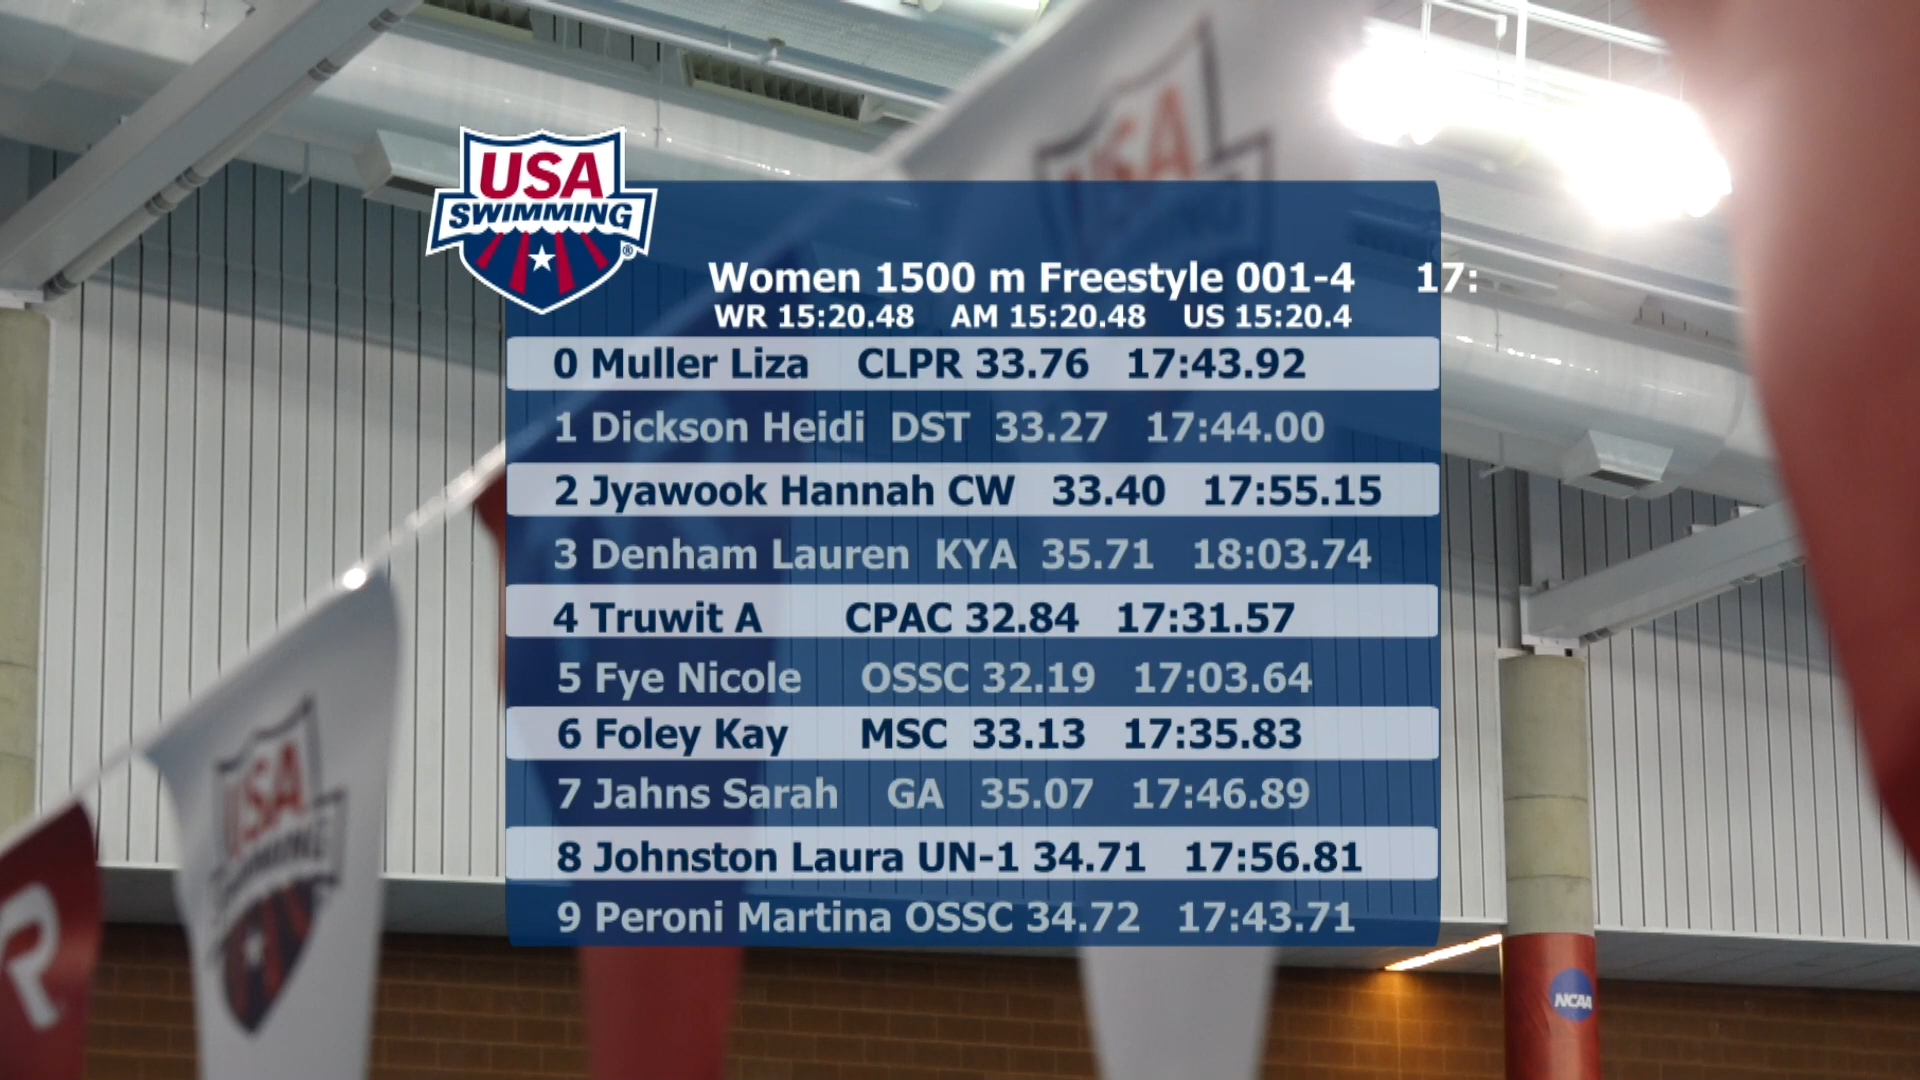 USA
SWIMMING
Women 1500 m Freestyle 001-4 17:
WR 15:20.48 AM 15:20.48 US 15:20.4
0 Muller Liza CLPR 33.76 17:43.92
1 Dickson Heidi DST 33.27 17:44.00
2 Jyawook Hannah CW 33.40 17:55.15
3 Denham Lauren KYA 35.71 18:03.74
4 Truwit A CPAC 32.84 17:31.57
5 Fye Nicole OSSC 32.19 17:03.64
6 Foley Kay MSC 33.13 17:35.83
7 Jahns Sarah GA 35.07 17:46.89
8 Johnston Laura UN-1 34.71 17:56.81
9 Peroni Martina OSSC 34.72 17:43.71
USA
SWIMMING
USA
SWIMMING
R
NCAA